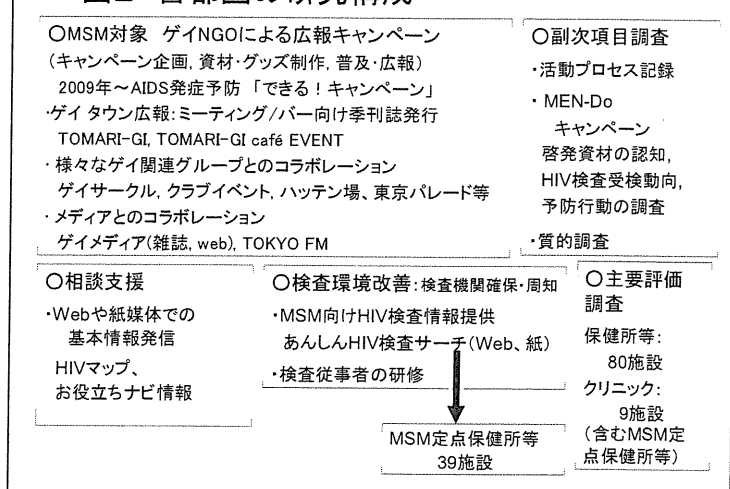 〇MSM対象 ゲイNGOによる広報キャンペーン
(キャンペーン企画, 資材・グッズ制作, 普及・広報)
2009年～AIDS発症予防 「できる!キャンペーン」
・ゲイ タウン広報:ミーティング/バー向け季刊誌発行
TOMARI-GI, TOMARI-GI café EVENT
・様々なゲイ関連グループとのコラボレーション
ゲイサークル, クラブイベント, ハッテン場、東京パレード等
・メディアとのコラボレーション
ゲイメディア(雑誌, web), TOKYO FM
〇副次項目調査
・活動プロセス記録
・MEN-Do
キャンペーン
啓発資材の認知,
HIV検査受検動向,
予防行動の調査
・質的調査
〇相談支援
・Webや紙媒体での
基本情報発信
HIVマップ、
お役立ちナビ情報
〇検査環境改善:検査機関確保・周知
・MSM向けHIV検査情報提供
あんしんHIV検査サーチ(Web、紙)
・検査従事者の研修
MSM定点保健所等
39施設
〇主要評価
調査
保健所等:
80施設
クリニック:
9施設
(含むMSM定
点保健所等)